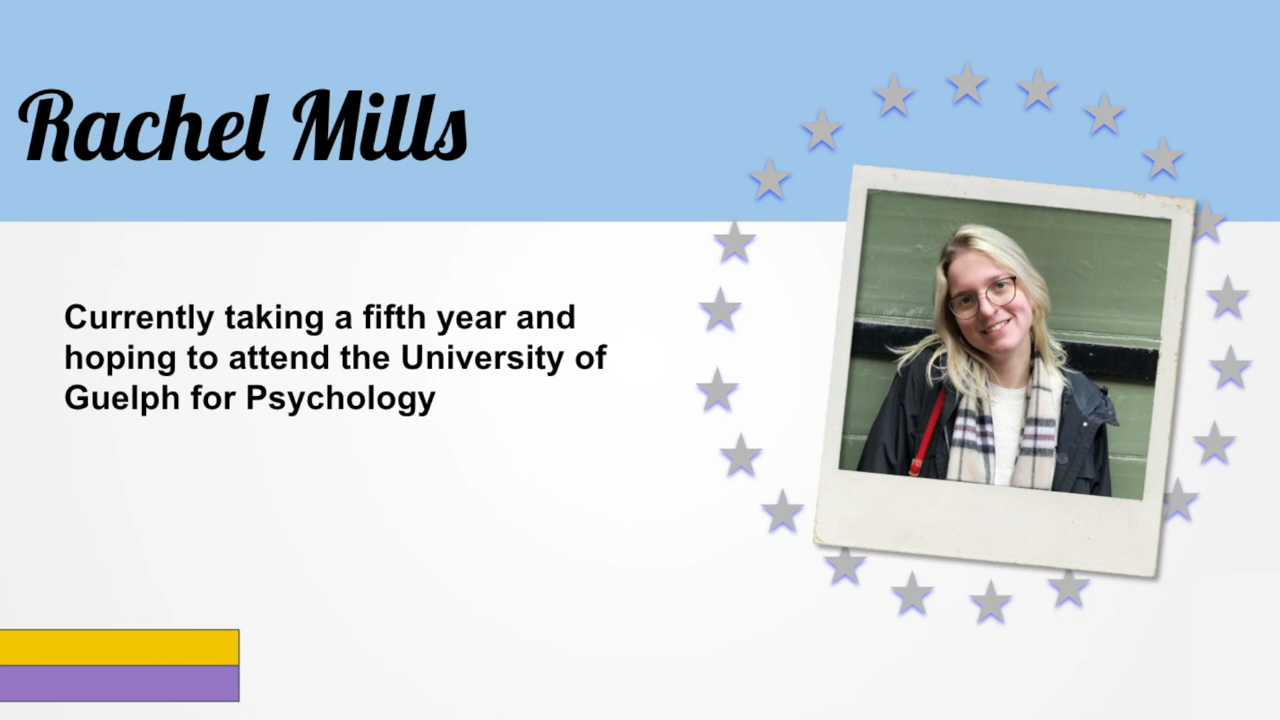 Rachel Mills
Currently taking a fifth year and
hoping to attend the University of
Guelph for Psychology